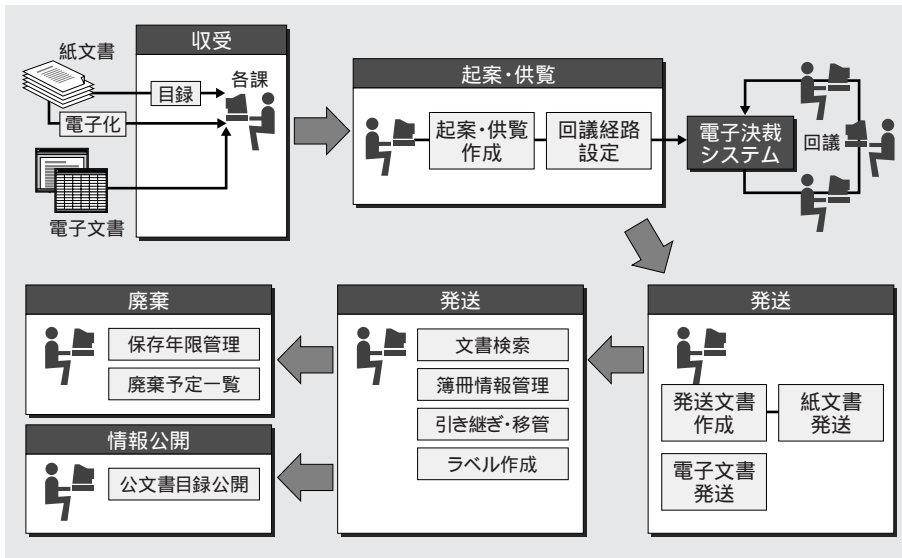 収受
紙文書
目録
各課
電子化
電子文書
起案・供覧
起案・供覧
作成
回議経路
設定
電子決裁
システム
回議
廃棄
保存年限管理
廃棄予定一覧
情報公開
公文書目録公開
発送
文書検索
簿冊情報管理
引き継ぎ・移管
ラベル作成
発送
発送文書
作成
紙文書
発送
電子文書
発送